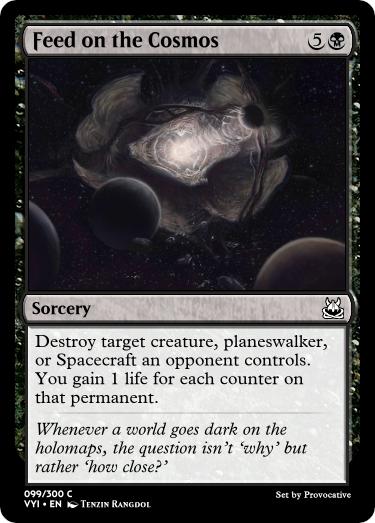 Feed on the Cosmos 5
Sorcery
Destroy target creature, planeswalker,
or Spacecraft an opponent controls.
You gain 1 life for each counter on
that permanent.
Whenever a world goes dark on the
holomaps, the question isn't ‘why’ but
rather ‘how close?’
099/300 C
VYI • EN Tenzin Rangdol
Set by Provocative